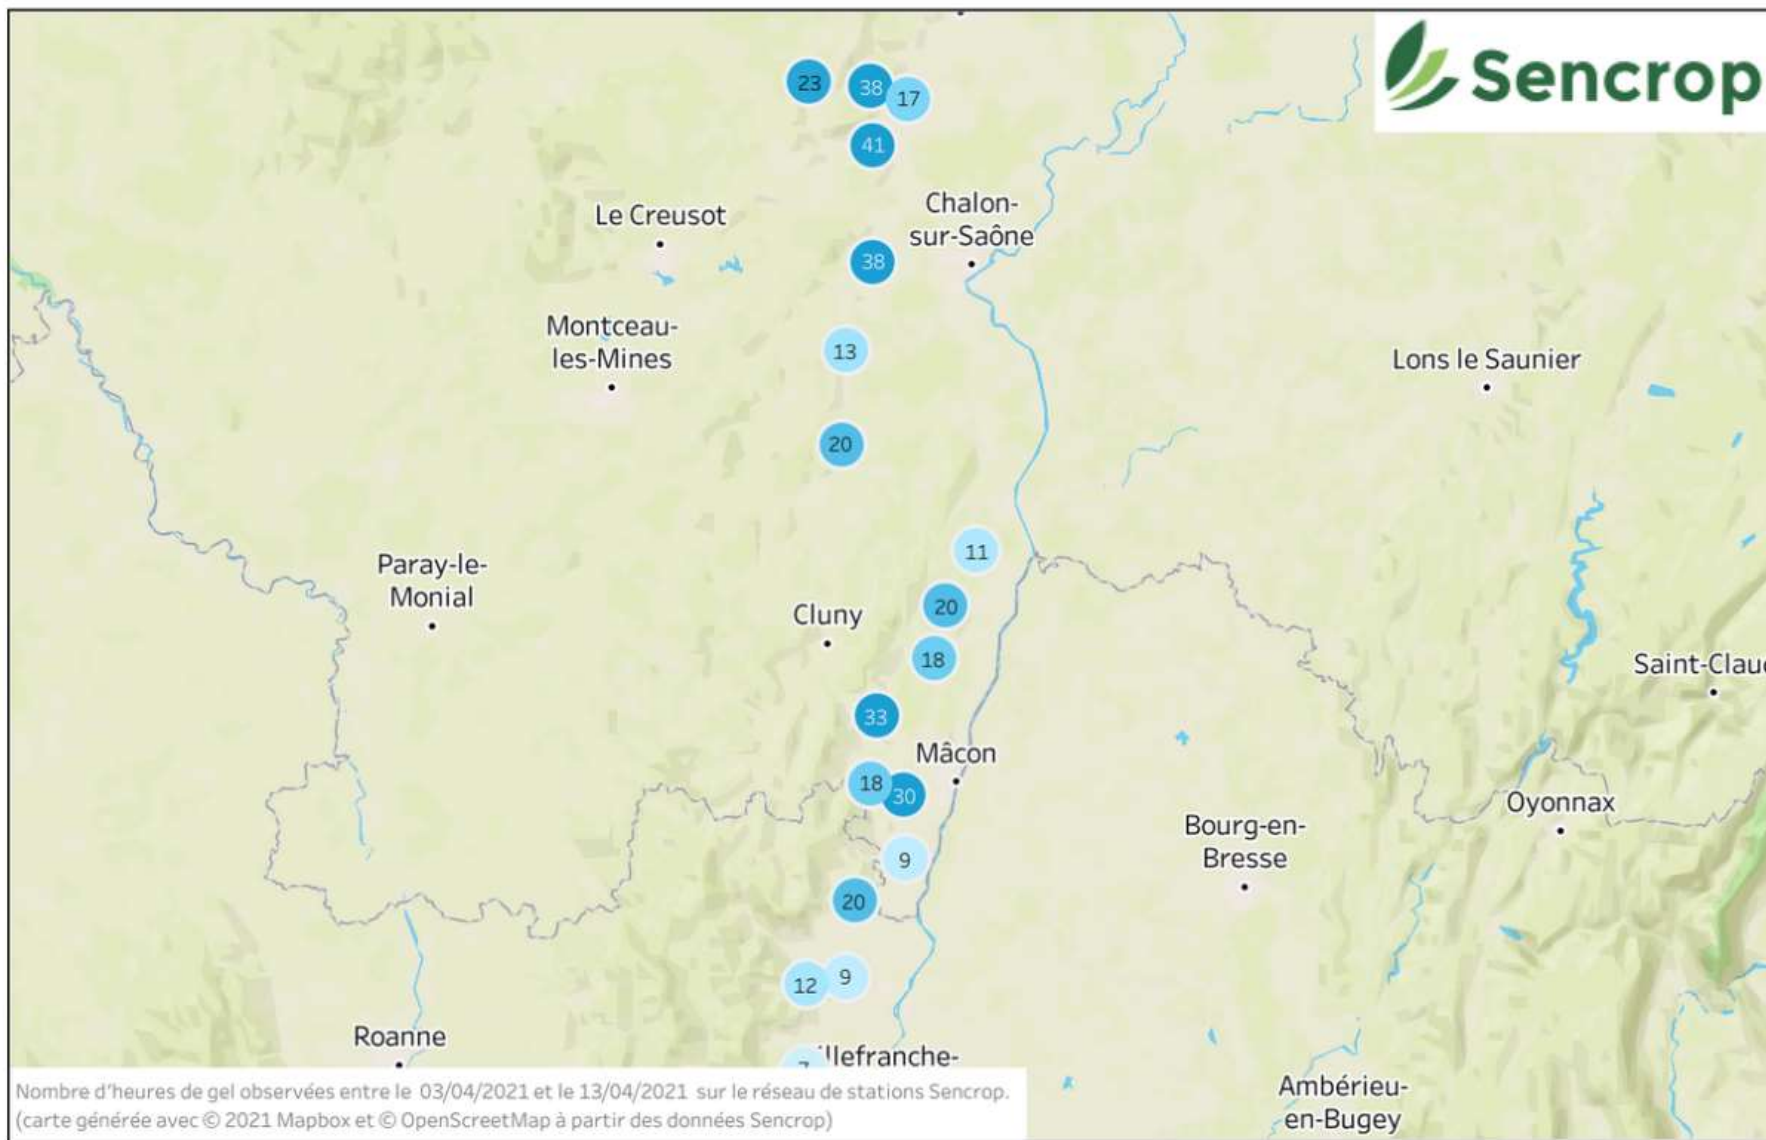 Sencrop
23
38
17
41
Le Creusot
Chalon-
sur-Saône
38
Montceau-
les-Mines
13
Lons le Saunier
20
11
Paray-le-
Monial
20
Cluny
18
33
Mâcon
18
30
Oyonnax
Bourg-en-
Bresse
9
20
12
9
Roanne
Nombre d'heures de gel observées entre le 03/04/2021 et le 13/04/2021 sur le réseau de stations Sencrop.
(carte générée avec © 2021 Mapbox et © OpenScreetMap à partir des données Sencrop)
Ambérieu-
en-Bugey